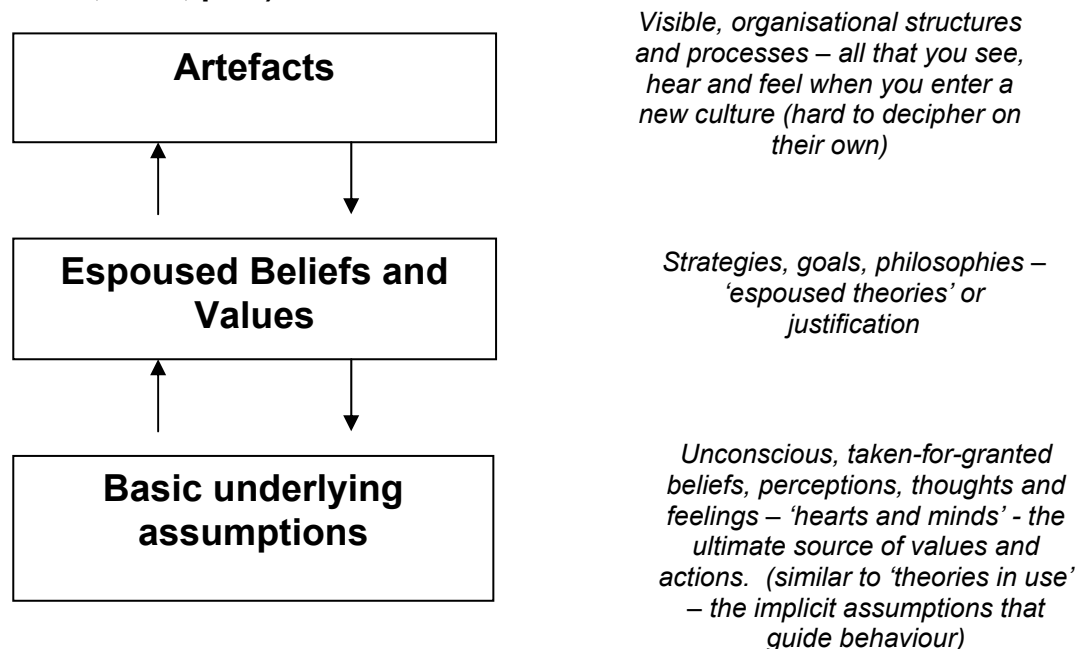 Artefacts
Visible, organisational structures
and processes – all that you see,
hear and feel when you enter a
new culture (hard to decipher on
their own)
Espoused Beliefs and
Values
Strategies, goals, philosophies –
‘espoused theories’ or
justification
Basic underlying
assumptions
Unconscious, taken-for-granted
beliefs, perceptions, thoughts and
feelings – ‘hearts and minds’ - the
ultimate source of values and
actions. (similar to ‘theories in use’
– the implicit assumptions that
guide behaviour)